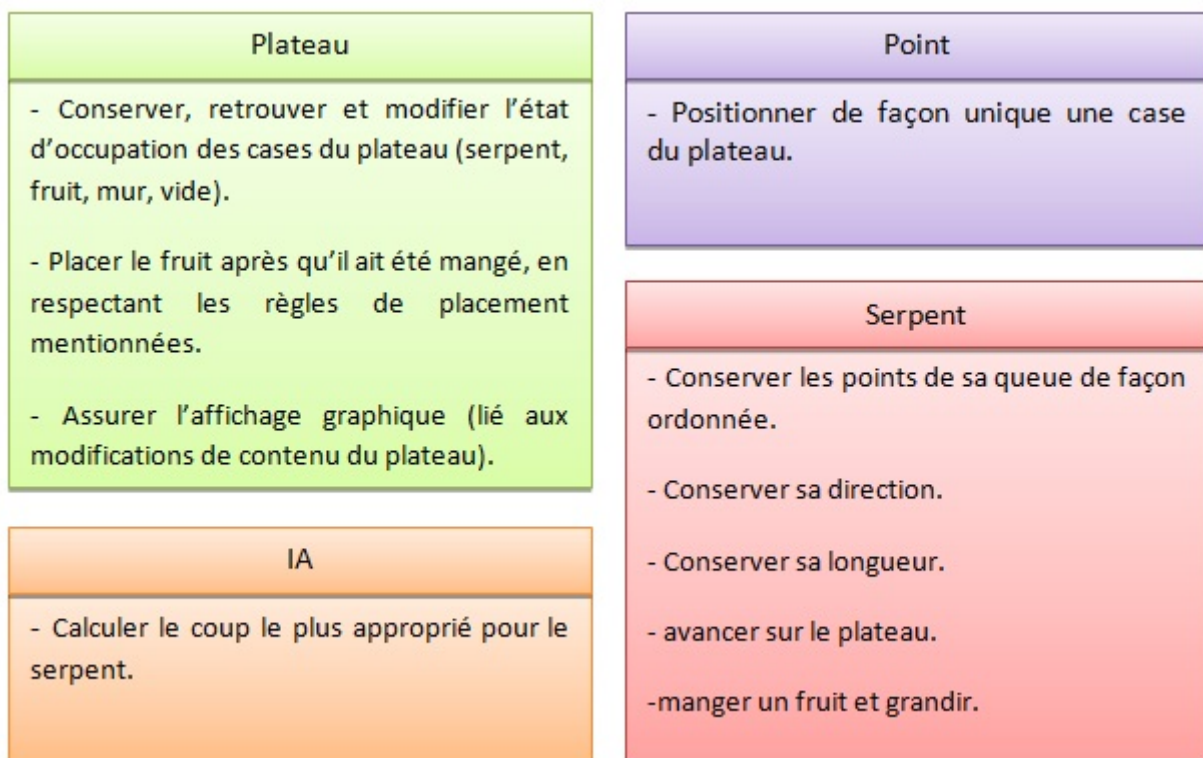 Plateau
- Conserver, retrouver et modifier l'état
d'occupation des cases du plateau (serpent,
fruit, mur, vide).
- Placer le fruit après qu'il ait été mangé, en
respectant les règles de placement
mentionnées.
- Assurer l'affichage graphique (lié aux
modifications de contenu du plateau).
Point
- Positionner de façon unique une case
du plateau.
Serpent
- Conserver les points de sa queue de façon
ordonnée.
- Conserver sa direction.
- Conserver sa longueur.
- avancer sur le plateau.
-manger un fruit et grandir.
IA
- Calculer le coup le plus approprié pour le
serpent.